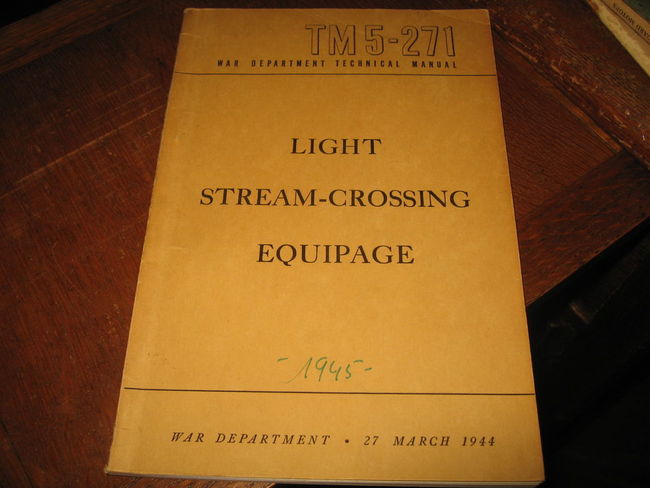 TM 5-271
WAR DEPARTMENT TECHNICAL MANUAL
LIGHT
STREAM-CROSSING
EQUIPAGE
-1945-
WAR DEPARTMENT • 27 MARCH 1944